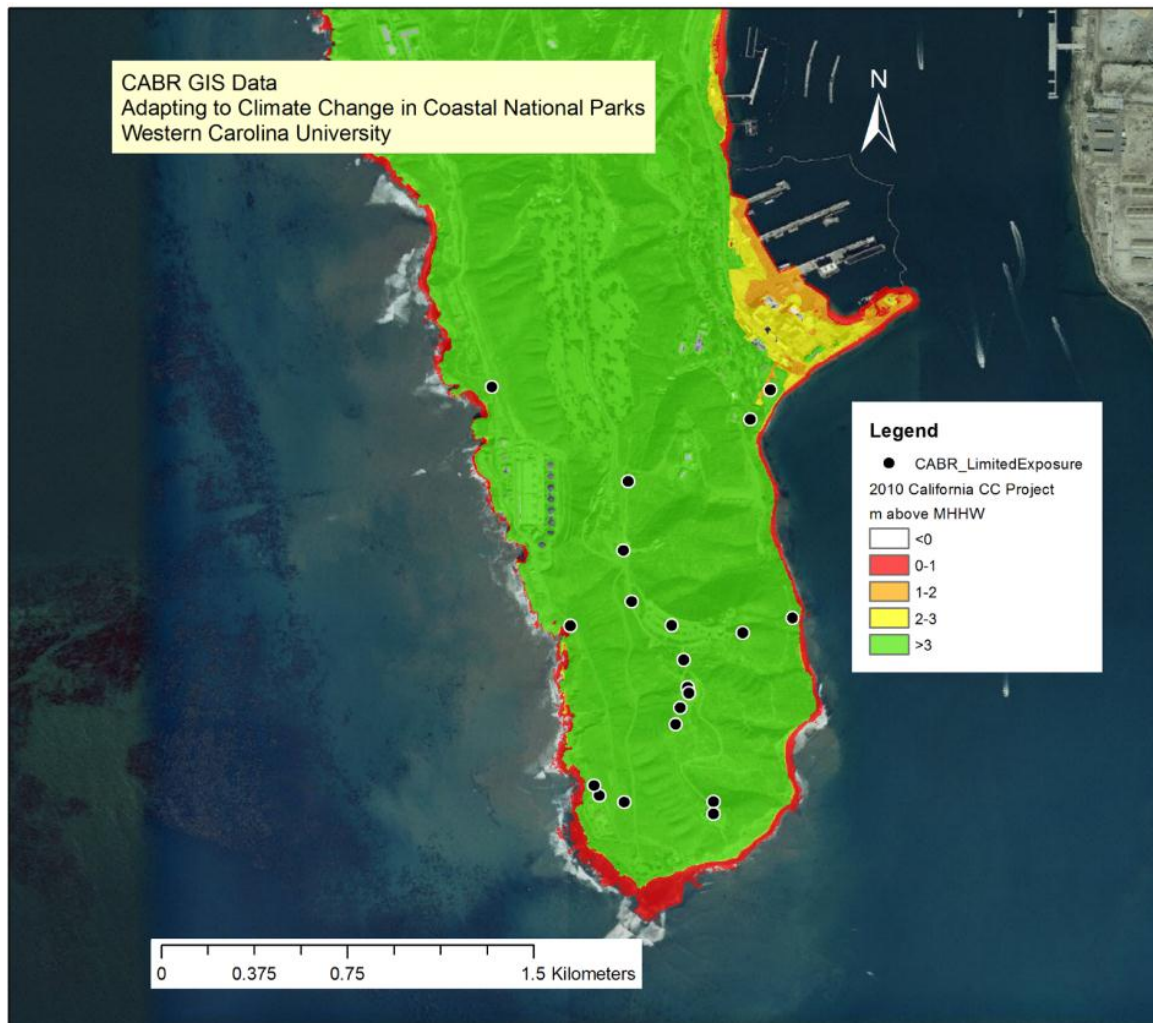 CABR GIS Data
Adapting to Climate Change in Coastal National Parks
Western Carolina University
N
Legend
CABR_LimitedExposure
2010 California CC Project
m above MHHW
<0
0-1
1-2
2-3
>3
0 0.375 0.75 1.5 Kilometers